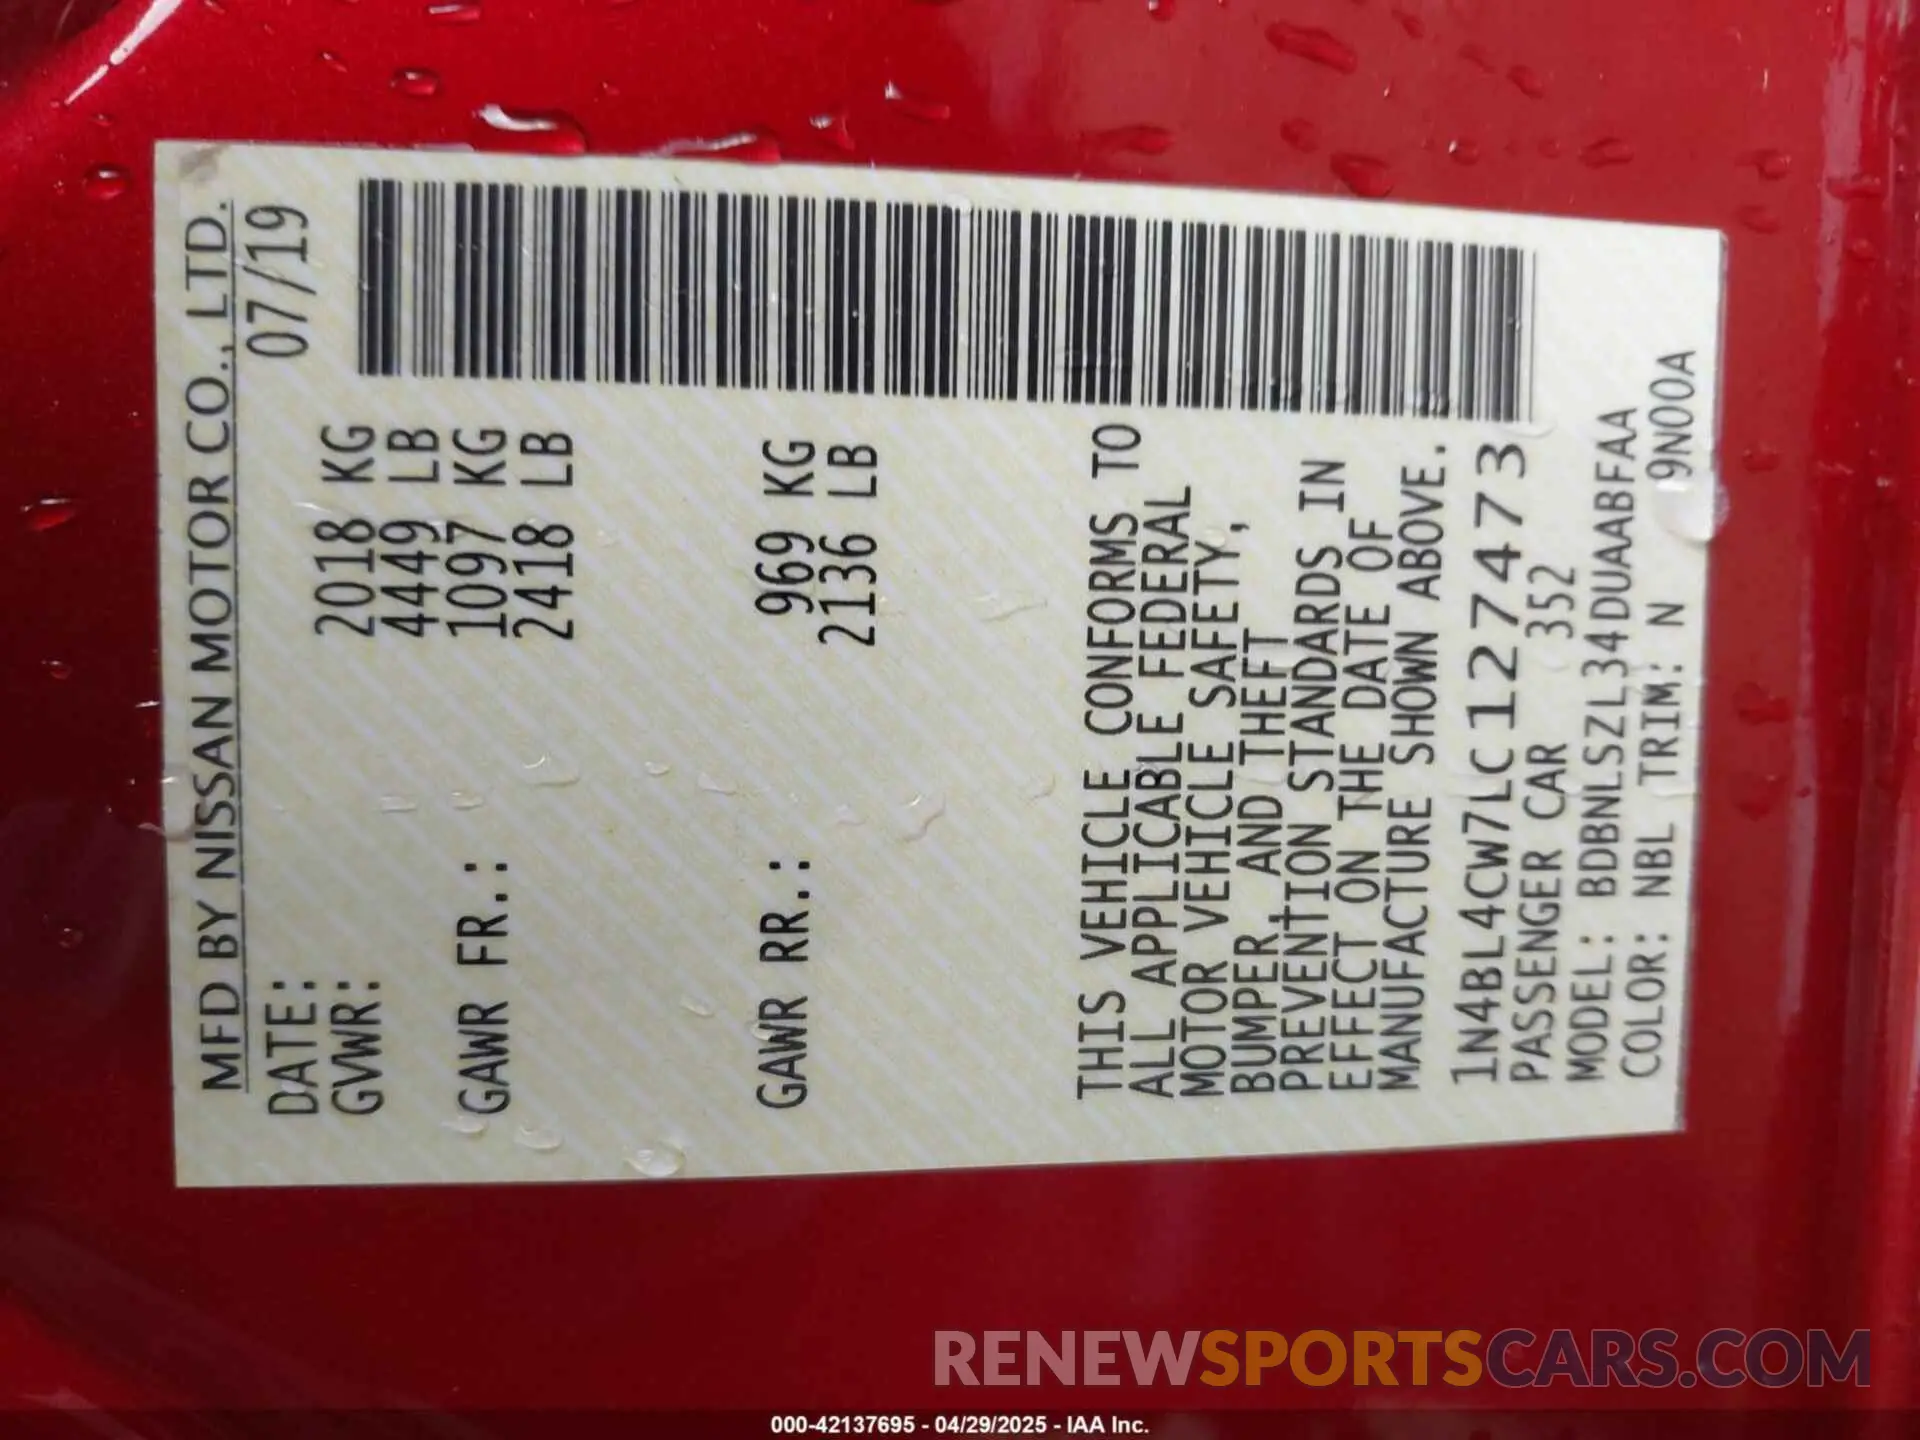 MFD BY NISSAN MOTOR CO., LTD.
DATE: 07/19
GVWR: 2018 KG
4449 LB
GAWR FR.: 1097 KG
2418 LB
GAWR RR.: 969 KG
2136 LB
THIS VEHICLE CONFORMS TO
ALL APPLICABLE FEDERAL
MOTOR VEHICLE SAFETY,
BUMPER, AND THEFT
PREVENTION STANDARDS IN
EFFECT ON THE DATE OF
MANUFACTURE SHOWN ABOVE.
1N4BL4CW7LC127473
PASSENGER CAR 352
MODEL: BDBNLSZL34DUAABFAA
COLOR: NBL TRIM: N 9N00A
RENEWSPORTSCARS.COM
000-42137695 - 04/29/2025 - IAA Inc.